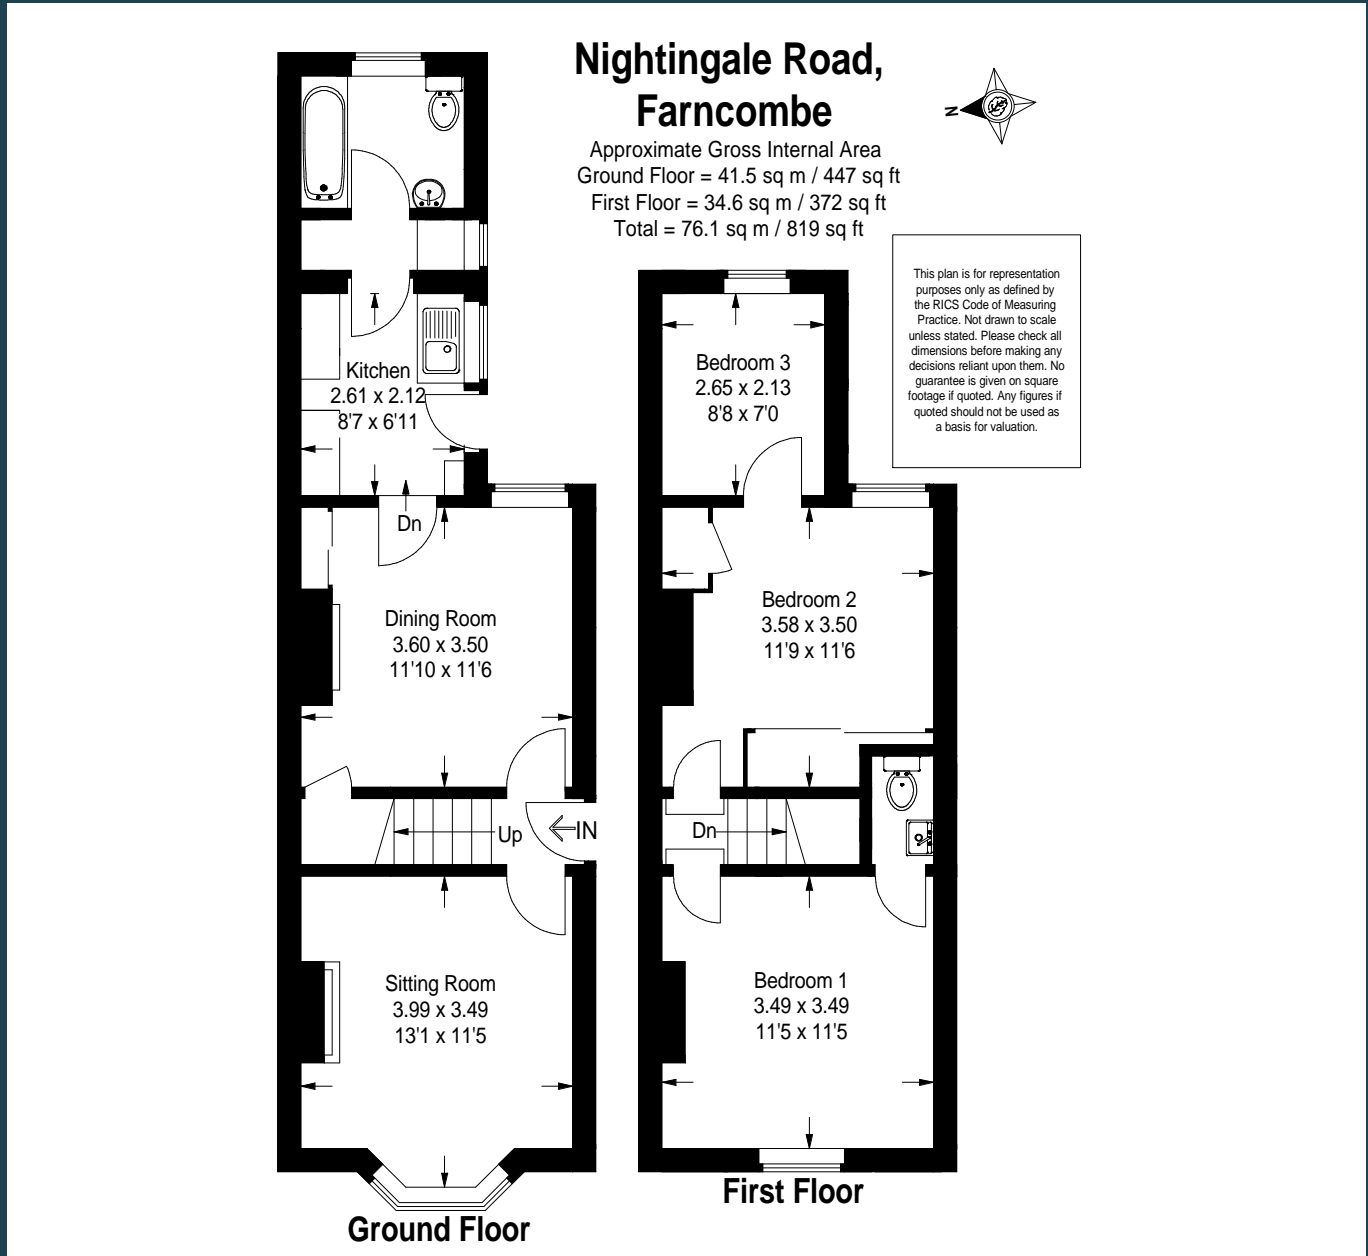 Nightingale Road,
Farncombe
Approximate Gross Internal Area
Ground Floor = 41.5 sq m / 447 sq ft
First Floor = 34.6 sq m / 372 sq ft
Total = 76.1 sq m / 819 sq ft
N
This plan is for representation
purposes only as defined by
the RICS Code of Measuring
Practice. Not drawn to scale
unless stated. Please check all
dimensions before making any
decisions reliant upon them. No
guarantee is given on square
footage if quoted. Any figures if
quoted should not be used as
a basis for valuation.
Kitchen
2.61 x 2.12
8'7 x 6'11
Dn
Dining Room
3.60 x 3.50
11'10 x 11'6
Up
IN
Sitting Room
3.99 x 3.49
13'1 x 11'5
Ground Floor
Bedroom 3
2.65 x 2.13
8'8 x 7'0
Bedroom 2
3.58 x 3.50
11'9 x 11'6
Dn
Bedroom 1
3.49 x 3.49
11'5 x 11'5
First Floor